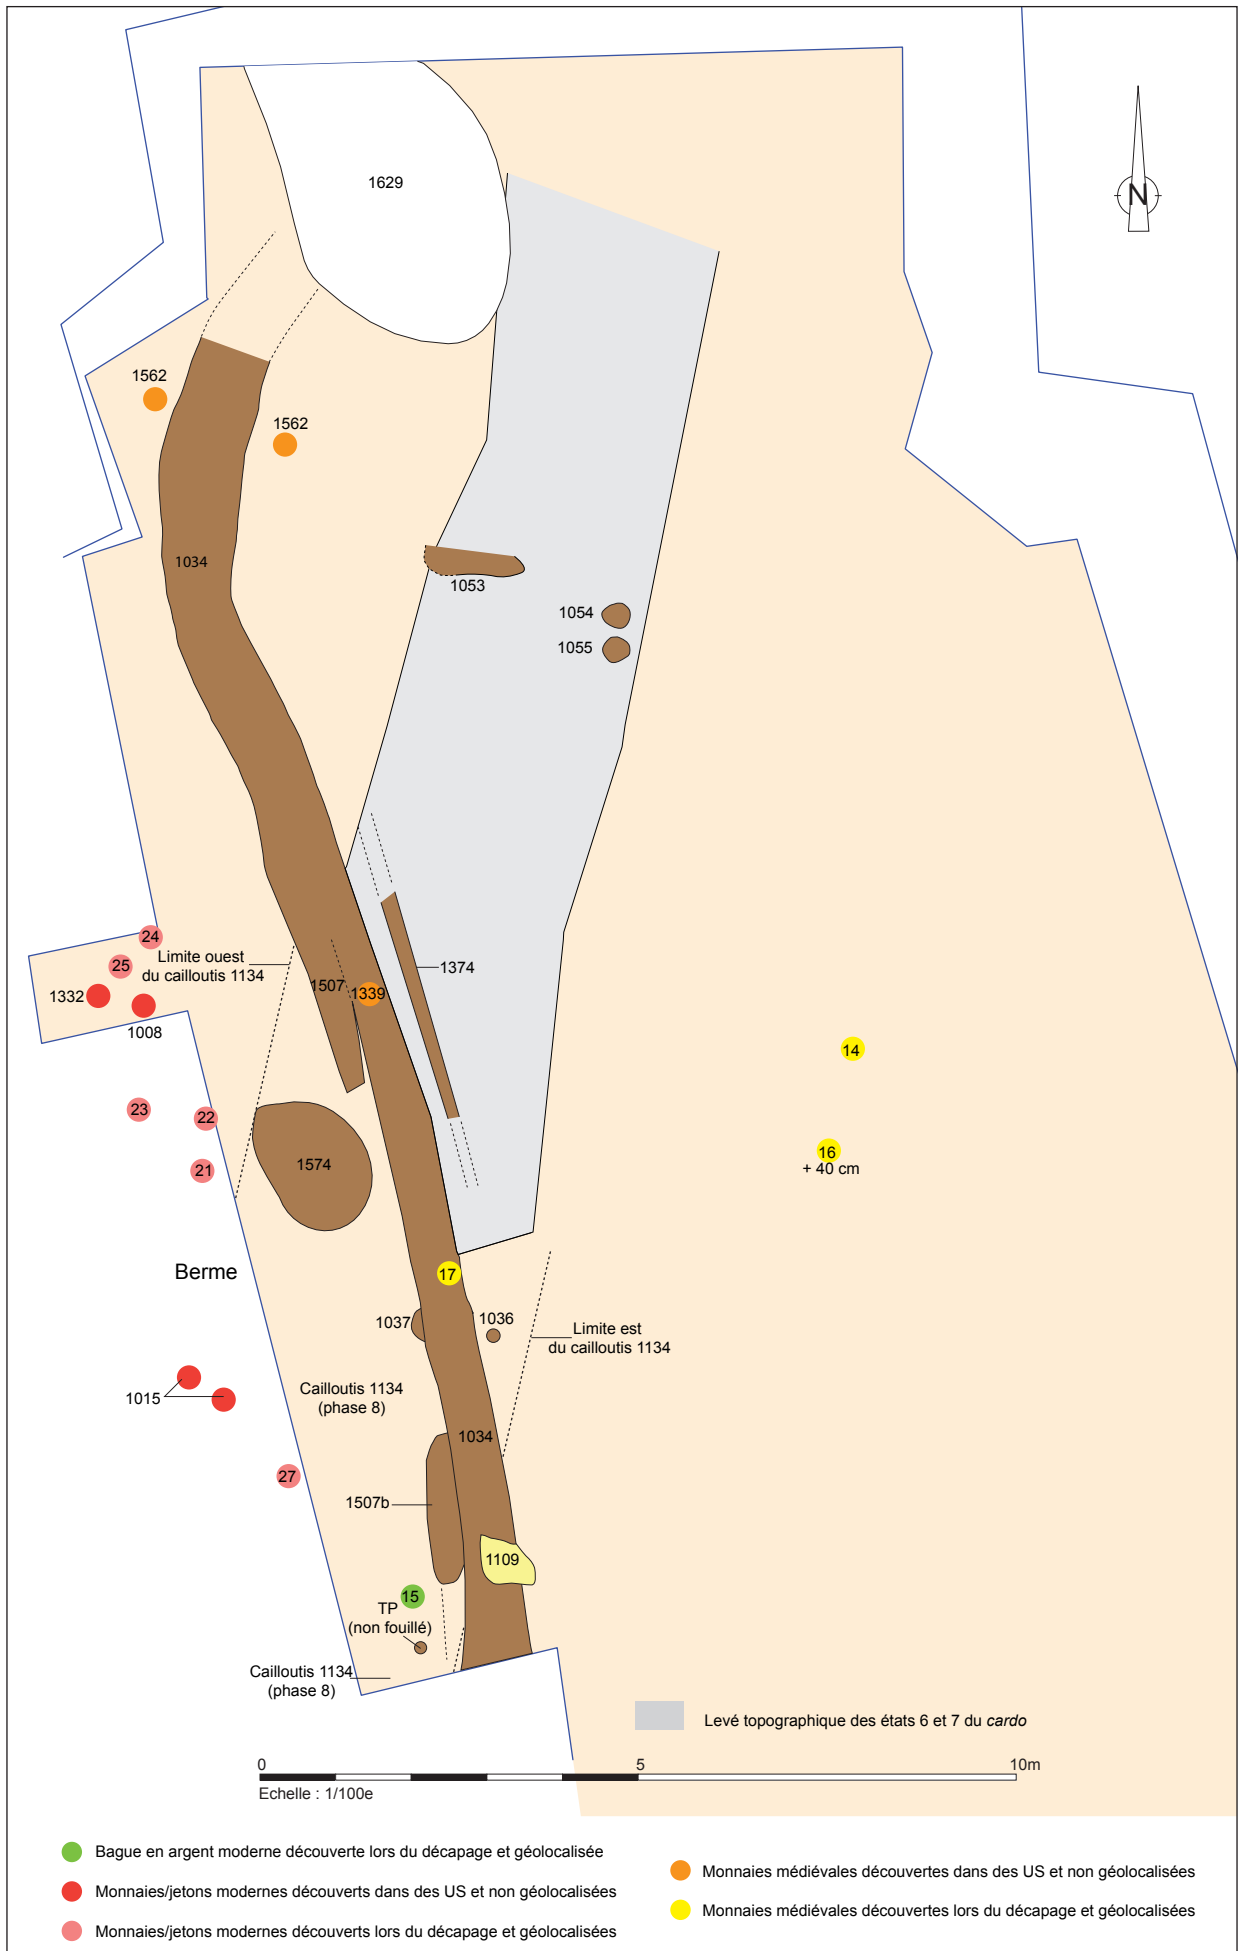 1629
N
1562
1562
1034
1053
1054
1055
24
Limite ouest
du cailloutis 1134
25
1374
1507
1339
1332
1008
14
23
22
16
+ 40 cm
1574
21
Berme
17
1037
1036
Limite est
du cailloutis 1134
Cailloutis 1134
(phase 8)
1015
1034
27
1507b
1109
15
TP
(non fouillé)
Cailloutis 1134
(phase 8)
Levé topographique des états 6 et 7 du cardo
0
5
10m
Echelle : 1/100e
Bague en argent moderne découverte lors du décapage et géolocalisée
Monnaies/jetons modernes découverts dans des US et non géolocalisées
Monnaies/jetons modernes découverts lors du décapage et géolocalisées
Monnaies médiévales découvertes dans des US et non géolocalisées
Monnaies médiévales découvertes lors du décapage et géolocalisées